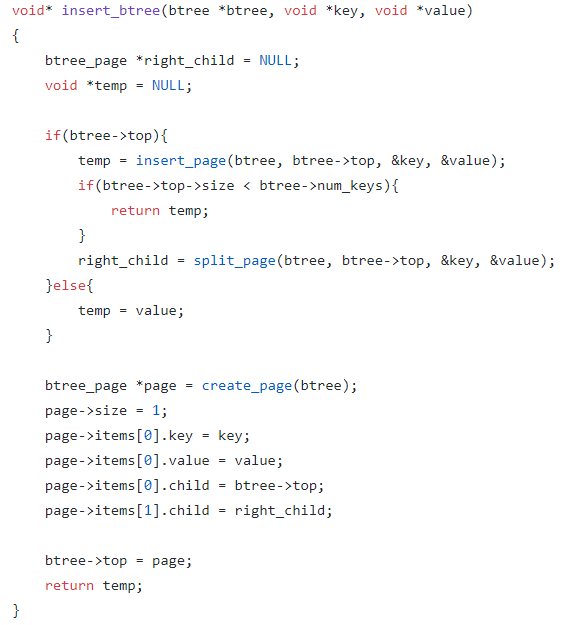 void* insert_btree(btree *btree, void *key, void *value)
{
    btree_page *right_child = NULL;
    void *temp = NULL;

    if(btree->top){
        temp = insert_page(btree, btree->top, &key, &value);
        if(btree->top->size < btree->num_keys){
            return temp;
        }
        right_child = split_page(btree, btree->top, &key, &value);
    }else{
        temp = value;
    }

    btree_page *page = create_page(btree);
    page->size = 1;
    page->items[0].key = key;
    page->items[0].value = value;
    page->items[0].child = btree->top;
    page->items[1].child = right_child;

    btree->top = page;
    return temp;
}